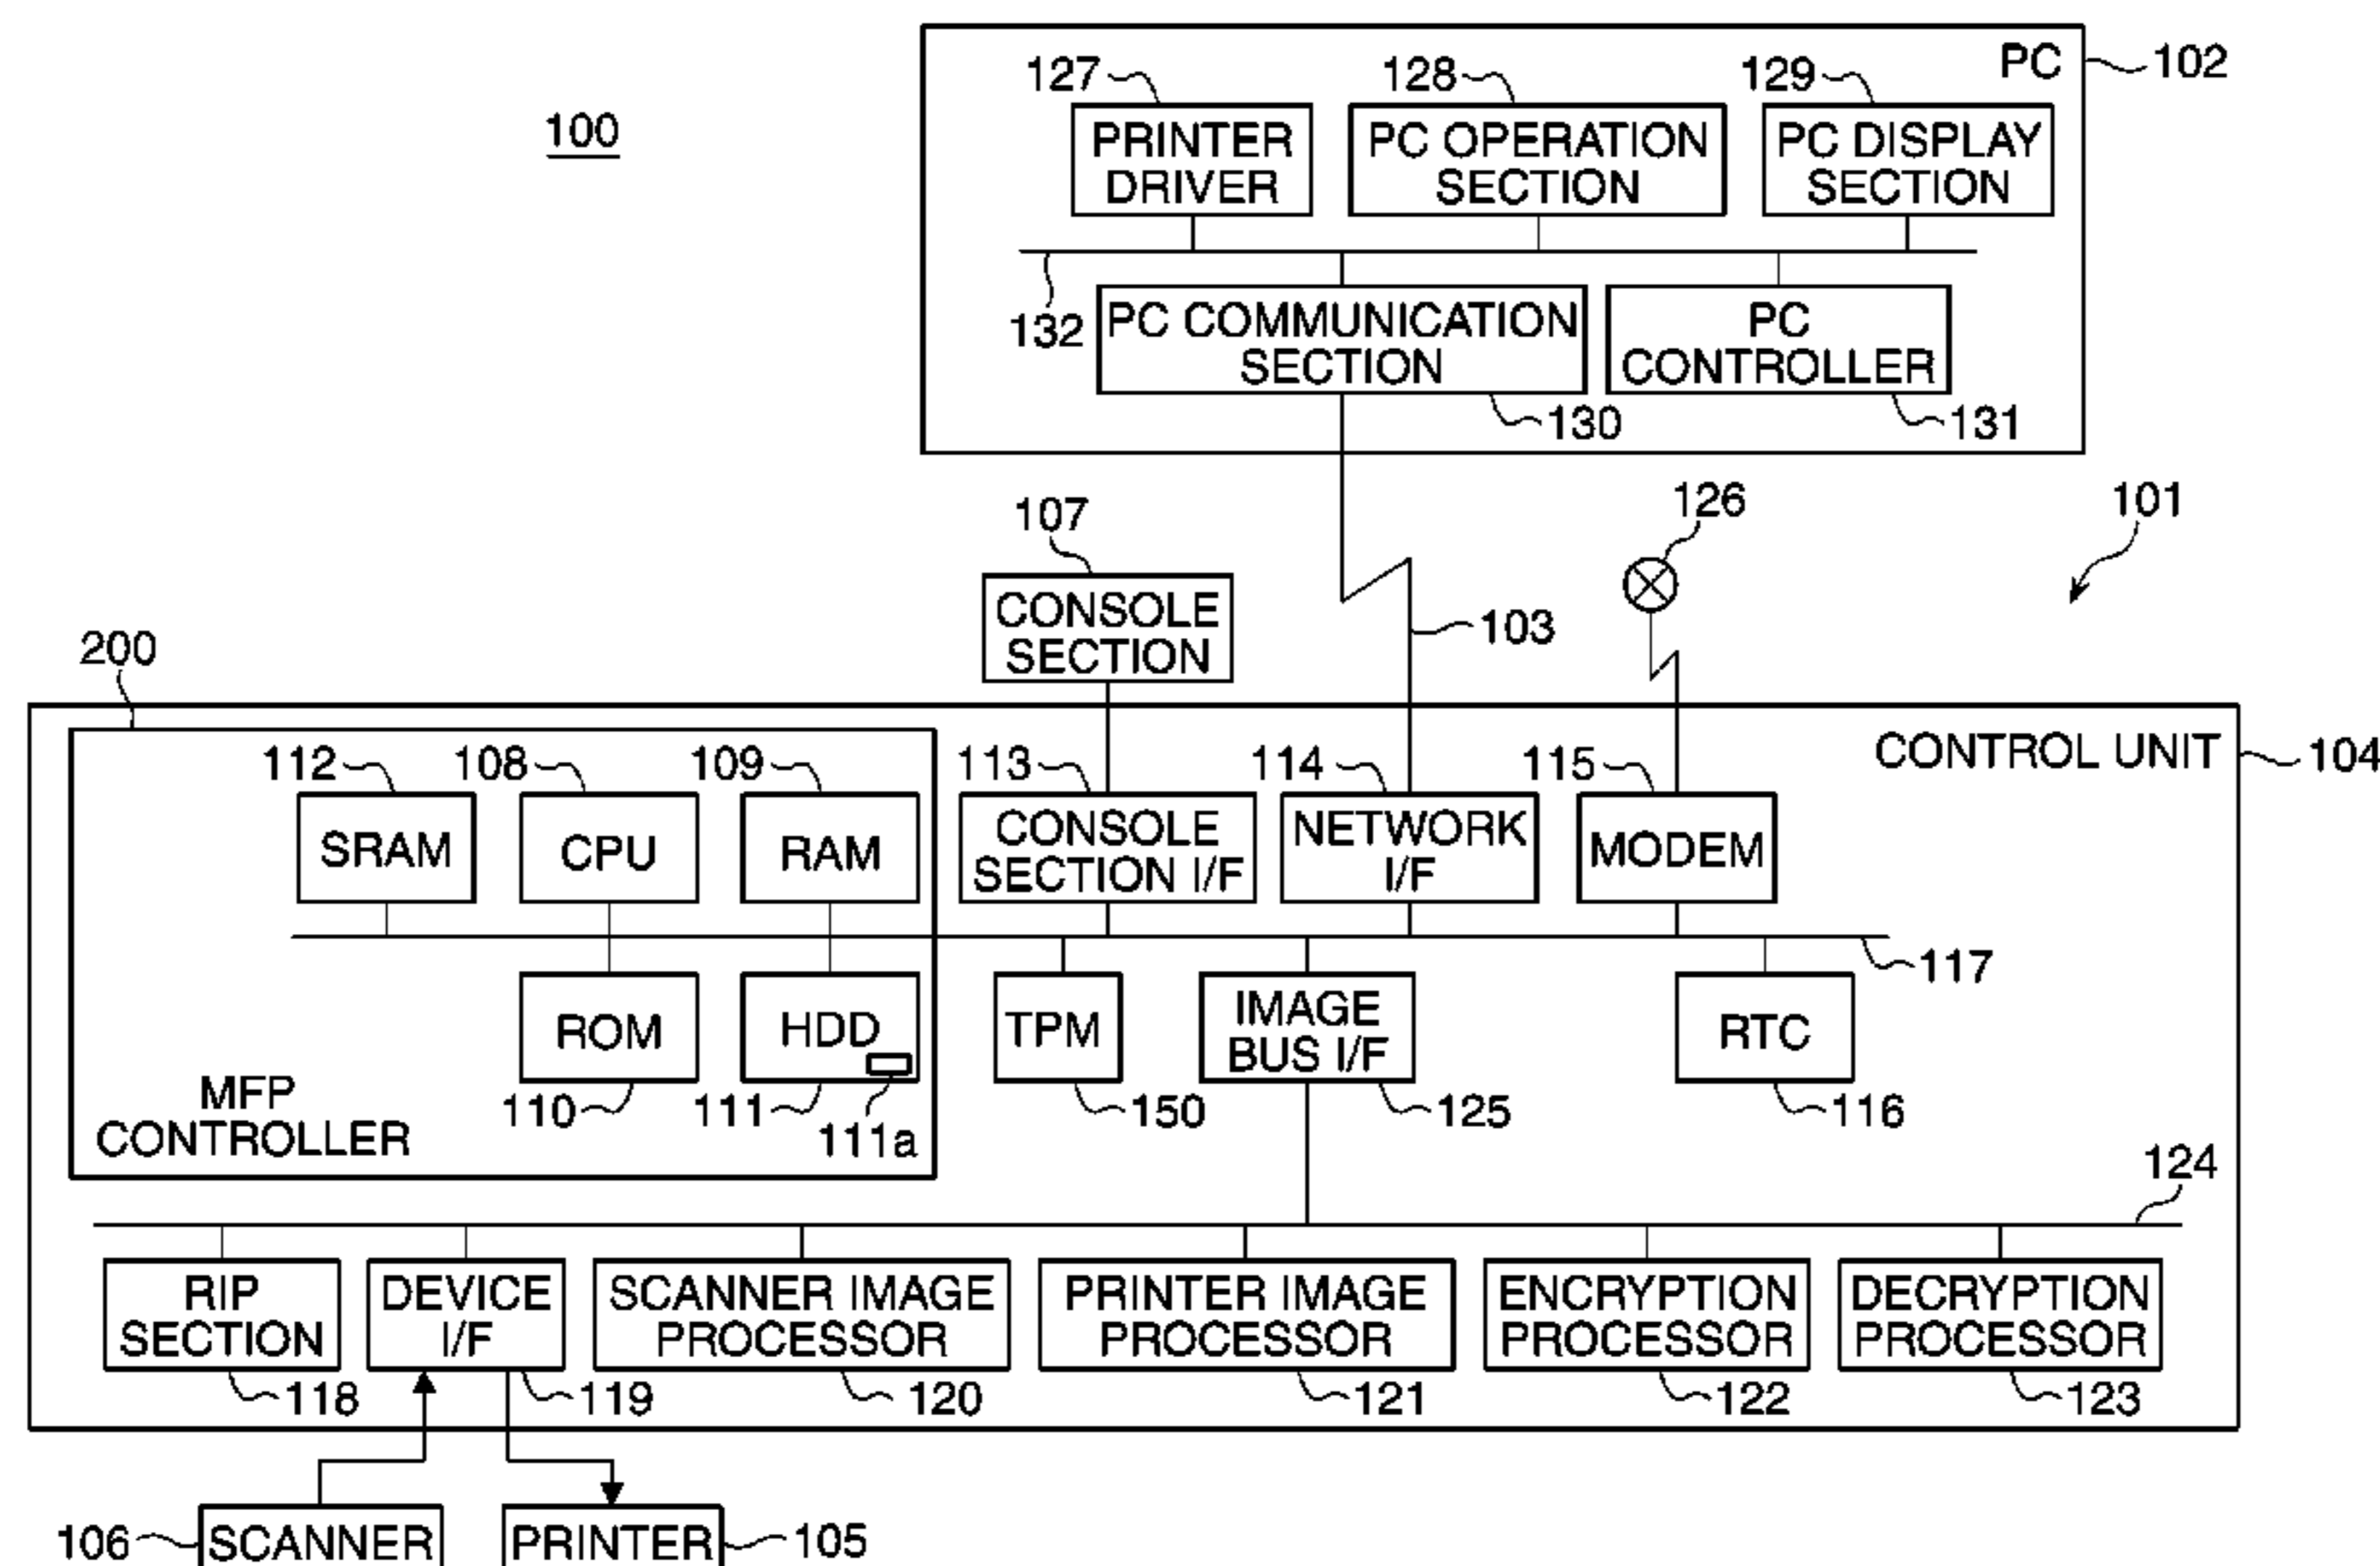 100
PC
102
127
128
129
PRINTER
DRIVER
PC OPERATION
SECTION
PC DISPLAY
SECTION
132
PC COMMUNICATION
SECTION
PC
CONTROLLER
130
131
107
126
101
CONSOLE
SECTION
103
200
CONTROL UNIT
104
112
108
109
113
114
115
SRAM
CPU
RAM
CONSOLE
SECTION I/F
NETWORK
I/F
MODEM
117
ROM
HDD
TPM
IMAGE
BUS I/F
RTC
110
111
111a
150
125
116
MFP
CONTROLLER
124
RIP
SECTION
DEVICE
I/F
SCANNER IMAGE
PROCESSOR
PRINTER IMAGE
PROCESSOR
ENCRYPTION
PROCESSOR
DECRYPTION
PROCESSOR
118
119
120
121
122
123
106
SCANNER
PRINTER
105